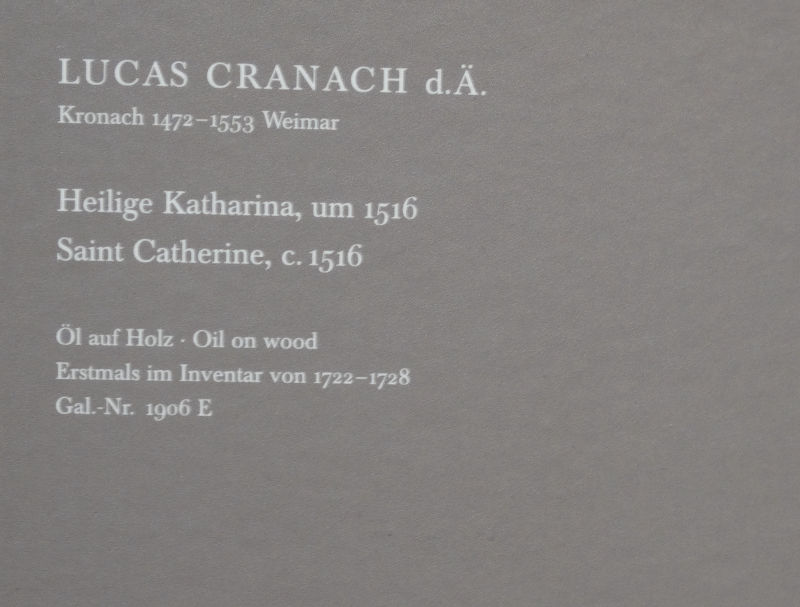 LUCAS CRANACH d.Ä.
Kronach 1472–1553 Weimar
Heilige Katharina, um 1516
Saint Catherine, c. 1516
Öl auf Holz · Oil on wood
Erstmals im Inventar von 1722–1728
Gal.-Nr. 1906 E